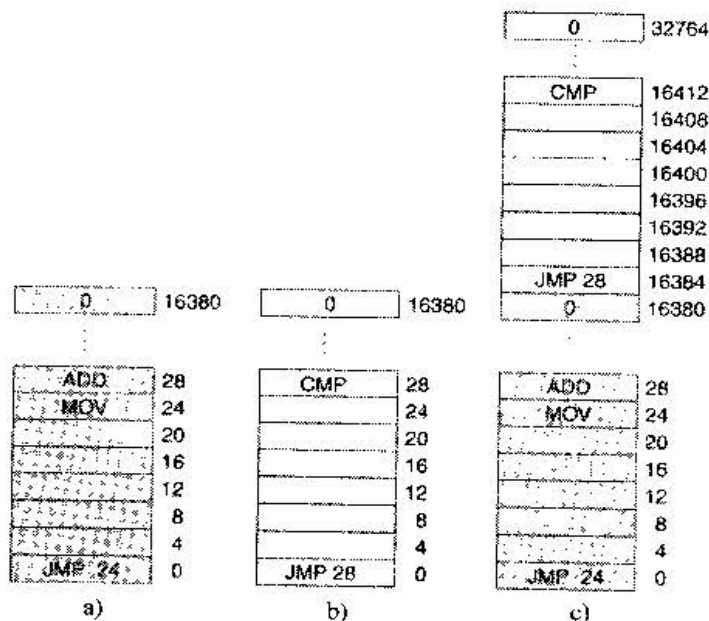 0 32764
CMP 16412
16408
16404
16400
16396
16392
16388
JMP 28 16384
0 16380
0 16380
0 16380
ADD 28
MOV 24
20
16
12
8
4
JMP 24 0
a)
CMP 28
24
20
16
12
8
4
JMP 28 0
b)
ADD 28
MOV 24
20
16
12
8
4
JMP 24 0
c)